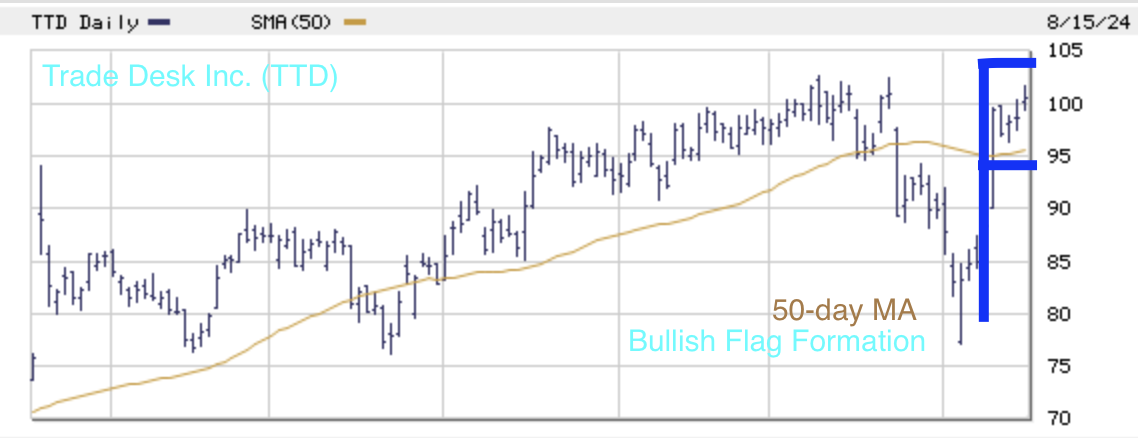 TTD Daily SMA(50) 8/15/24
105
Trade Desk Inc. (TTD)
100
95
90
85
80
50-day MA
Bullish Flag Formation
75
70